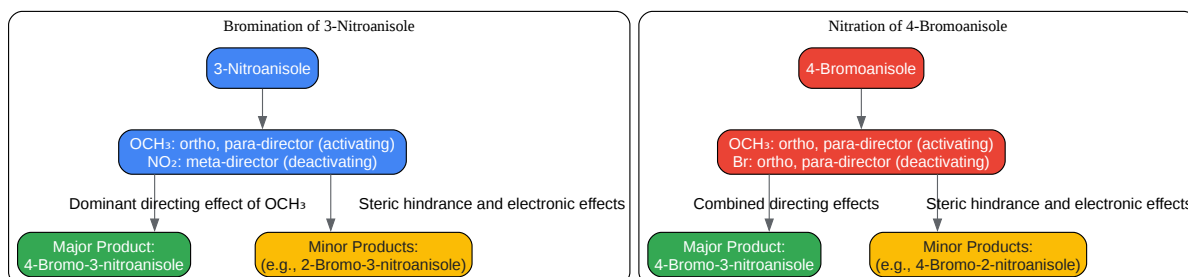 Bromination of 3-Nitroanisole
3-Nitroanisole
OCH₃: ortho, para-director (activating)
NO₂: meta-director (deactivating)
Dominant directing effect of OCH₃
Steric hindrance and electronic effects
Major Product:
4-Bromo-3-nitroanisole
Minor Products:
(e.g., 2-Bromo-3-nitroanisole)
Nitration of 4-Bromoanisole
4-Bromoanisole
OCH₃: ortho, para-director (activating)
Br: ortho, para-director (deactivating)
Combined directing effects
Steric hindrance and electronic effects
Major Product:
4-Bromo-3-nitroanisole
Minor Products:
(e.g., 4-Bromo-2-nitroanisole)